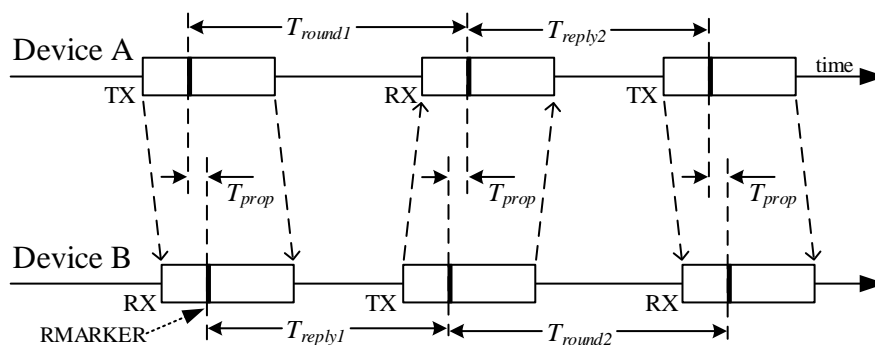 T_round1
T_reply2
Device A
time
TX
RX
TX
T_prop
T_prop
T_prop
Device B
RX
TX
RX
RMARKER
T_reply1
T_round2